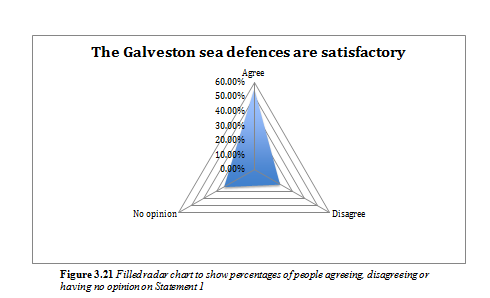 The Galveston sea defences are satisfactory
Agree
60.00%
50.00%
40.00%
30.00%
20.00%
10.00%
0.00%
No opinion
Disagree
Figure 3.21 Filled radar chart to show percentages of people agreeing, disagreeing or
having no opinion on Statement 1